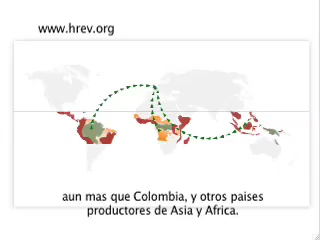 www.hrev.org
aun mas que Colombia, y otros paises
productores de Asia y Africa.